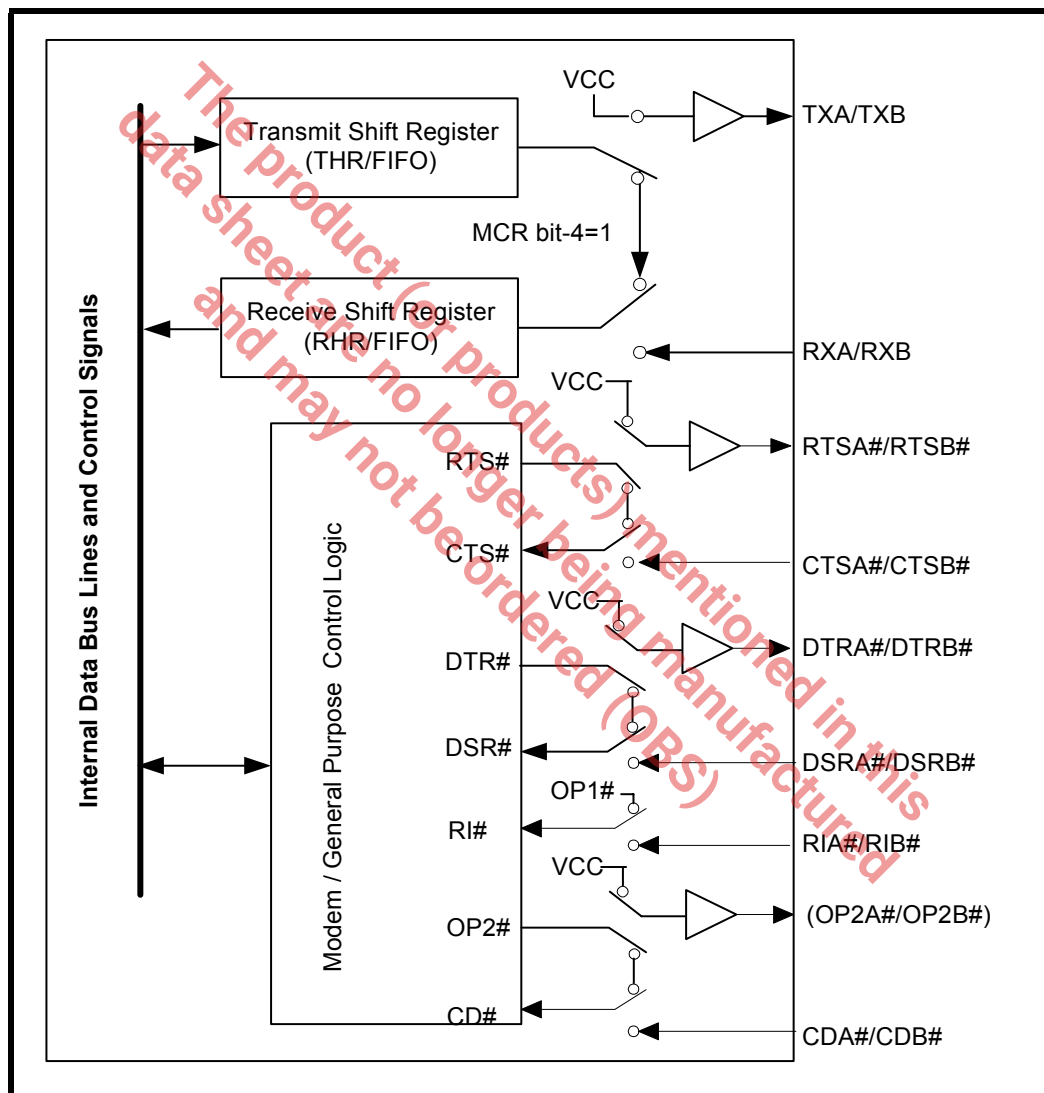 VCC
TXA/TXB
Transmit Shift Register
(THR/FIFO)
MCR bit-4=1
Receive Shift Register
(RHR/FIFO)
RXA/RXB
VCC
RTSA#/RTSB#
RTS#
CTS#
CTSA#/CTSB#
VCC
DTRA#/DTRB#
DTR#
DSR#
DSRA#/DSRB#
OP1#
RI#
RIA#/RIB#
VCC
(OP2A#/OP2B#)
OP2#
CD#
CDA#/CDB#
Internal Data Bus Lines and Control Signals
Modem / General Purpose Control Logic
The product (or products) mentioned in this
data sheet are no longer being manufactured
and may not be ordered (OBS)